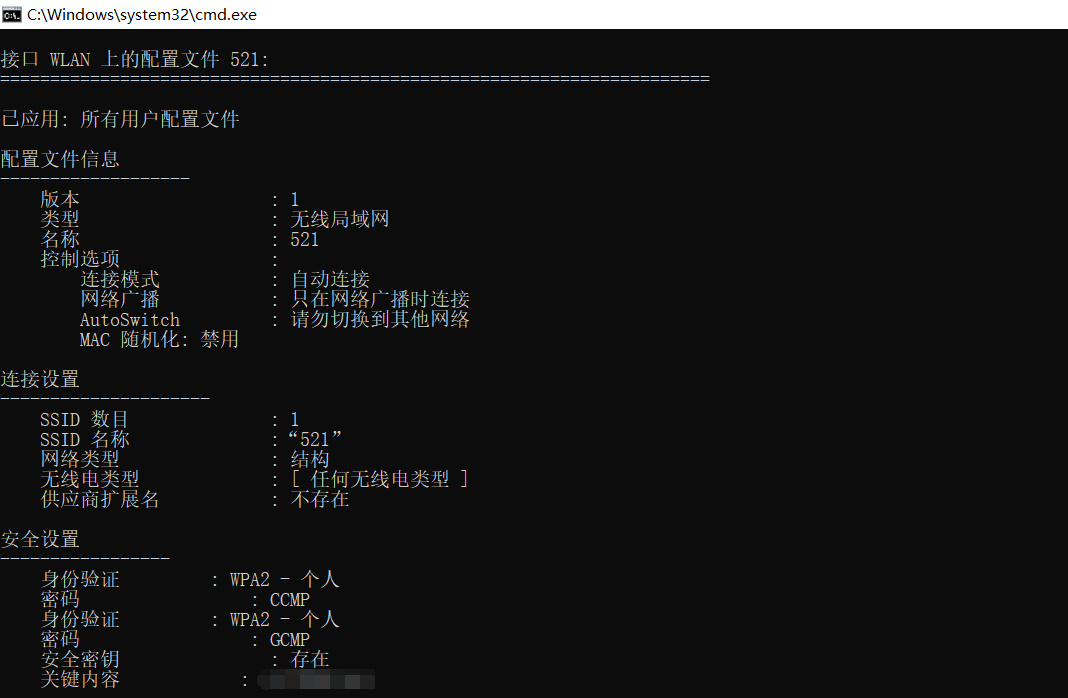 C:\Windows\system32\cmd.exe
接口 WLAN 上的配置文件 521:
=======================================================================
已应用: 所有用户配置文件
配置文件信息
-------------------
版本 : 1
类型 : 无线局域网
名称 : 521
控制选项 :
连接模式 : 自动连接
网络广播 : 只在网络广播时连接
AutoSwitch : 请勿切换到其他网络
MAC 随机化: 禁用
连接设置
---------------------
SSID 数目 : 1
SSID 名称 :“521”
网络类型 : 结构
无线电类型 : [ 任何无线电类型 ]
供应商扩展名 : 不存在
安全设置
-----------------
身份验证 : WPA2 - 个人
密码 : CCMP
身份验证 : WPA2 - 个人
密码 : GCMP
安全密钥 : 存在
关键内容 :